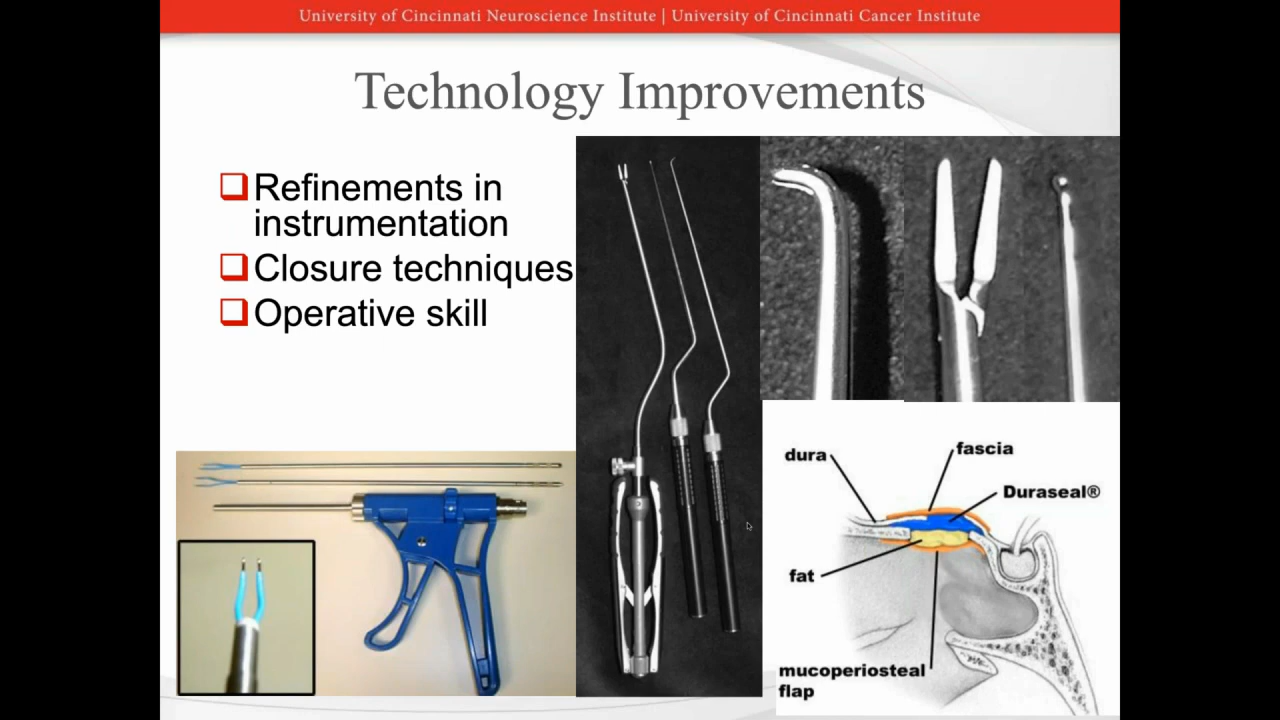 University of Cincinnati Neuroscience Institute | University of Cincinnati Cancer Institute
Technology Improvements
Refinements in
instrumentation
Closure techniques
Operative skill
dura
fascia
Duraseal®
fat
mucoperiosteal
flap